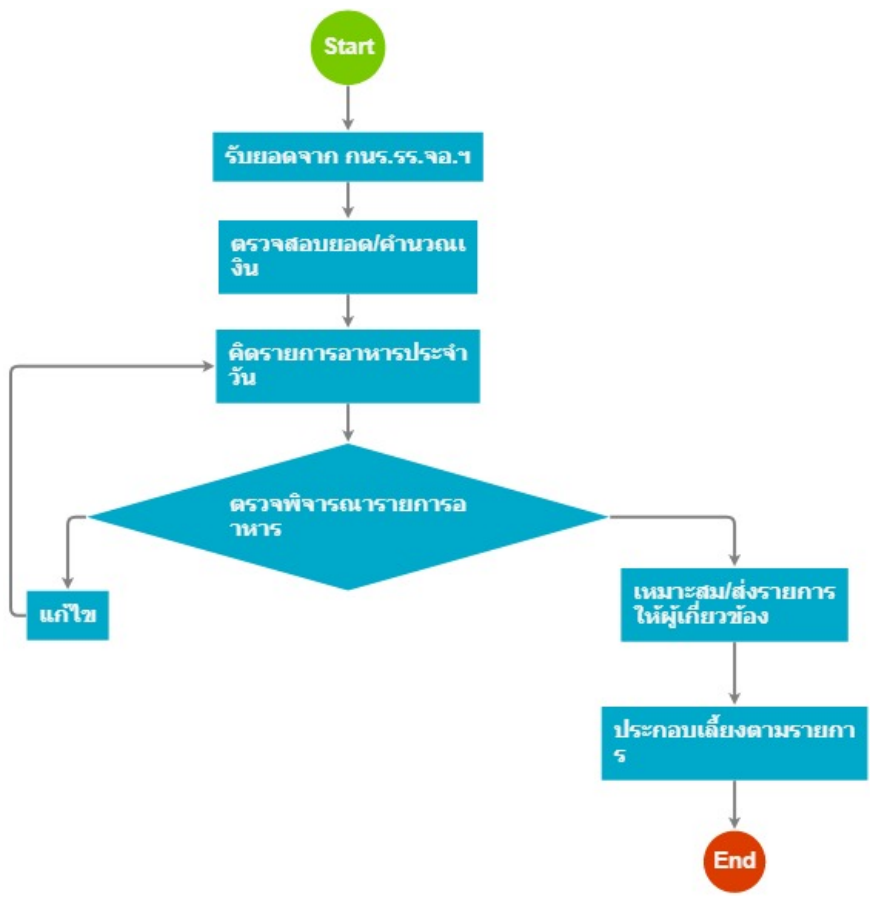 Start
รับยอดจาก กนร.รร.จอ.ฯ
ตรวจสอบยอด/คำนวณเ
งิน
คิดรายการอาหารประจำ
วัน
ตรวจพิจารณารายการอ
าหาร
แก้ไข
เหมาะสม/ส่งรายการ
ให้ผู้เกี่ยวข้อง
ประกอบเลี้ยงตามรายกา
ร
End